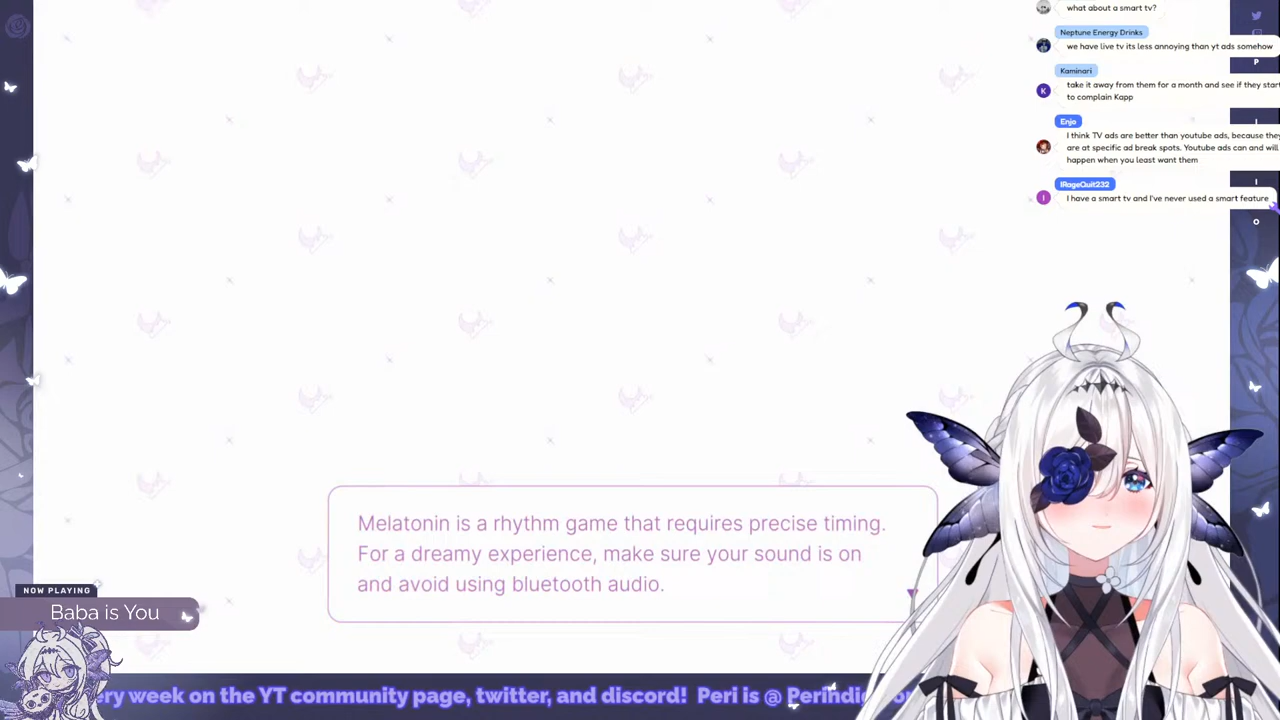 what about a smart tv?
Neptune Energy Drinks
we have live tv its less annoying than yt ads somehow
Kaminari
K
take it away from them for a month and see if they start
to complain Kapp
Enjo
I think TV ads are better than youtube ads, because they
are at specific ad break spots. Youtube ads can and will
happen when you least want them
IRageQuit232
I
I have a smart tv and I've never used a smart feature
P
I
I
O
Melatonin is a rhythm game that requires precise timing.
For a dreamy experience, make sure your sound is on
and avoid using bluetooth audio.
NOW PLAYING
Baba is You
ery week on the YT community page, twitter, and discord! Peri is @